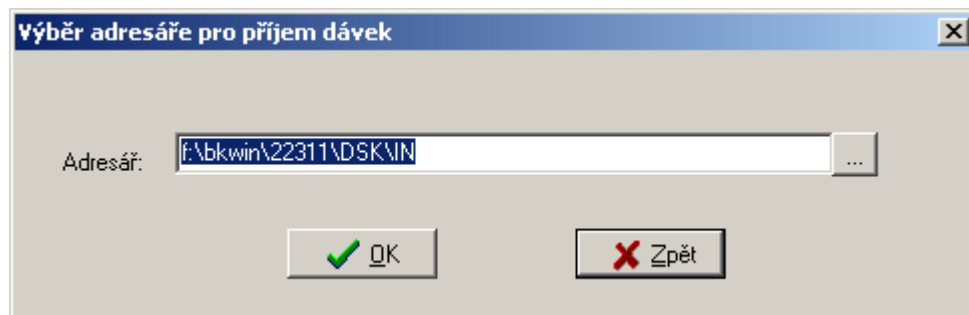 Výběr adresáře pro příjem dávek
Adresář: f:\bkwin\22311\DSK\IN ...
OK Zpět